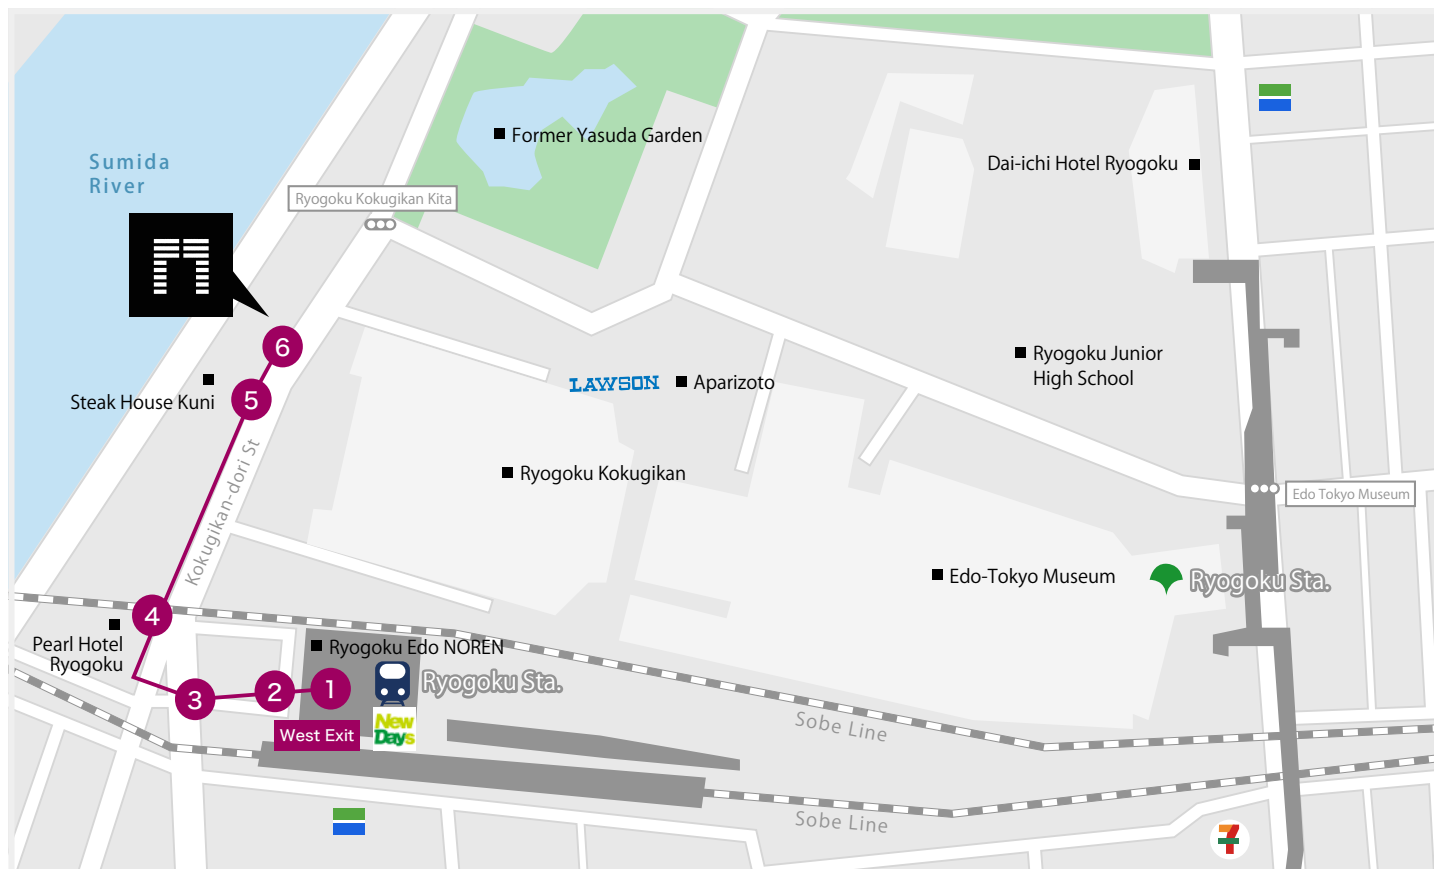 Sumida
River
Former Yasuda Garden
Ryogoku Kokugikan Kita
Dai-ichi Hotel Ryogoku
6
5
Steak House Kuni
Kokugikan-dori St
LAWSON
Aparizoto
Ryogoku Junior
High School
Ryogoku Kokugikan
Edo Tokyo Museum
Edo-Tokyo Museum
Ryogoku Sta.
4
Pearl Hotel
Ryogoku
Ryogoku Edo NOREN
3
2
1
Ryogoku Sta.
West Exit
New
Days
Sobe Line
Sobe Line
7